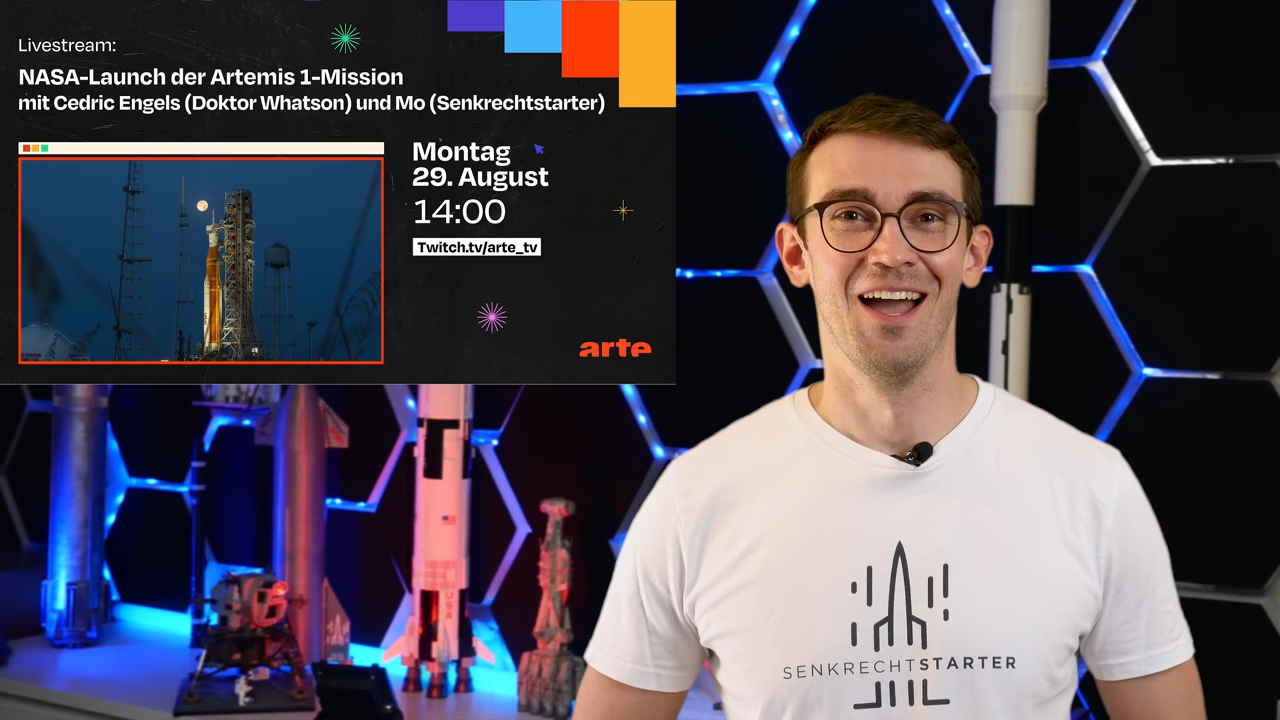 Livestream:
NASA-Launch der Artemis 1-Mission
mit Cedric Engels (Doktor Whatson) und Mo (Senkrechtstarter)
Montag
29. August
14:00
Twitch.tv/arte_tv
arte
USA
SENKRECHTSTARTER